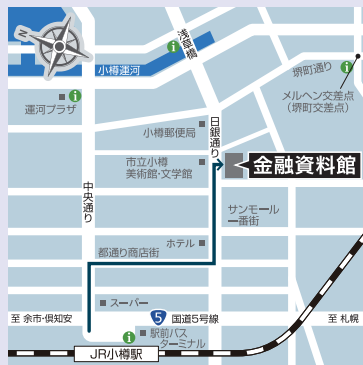 N
浅草橋
小樽運河
堺町通り
運河プラザ
メルヘン交差点
(堺町交差点)
小樽郵便局
日銀通り
市立小樽
美術館・文学館
金融資料館
中央通り
サンモール
一番街
ホテル
都通り商店街
スーパー
5
国道5号線
至 余市・倶知安
至 札幌
駅前バス
ターミナル
JR小樽駅